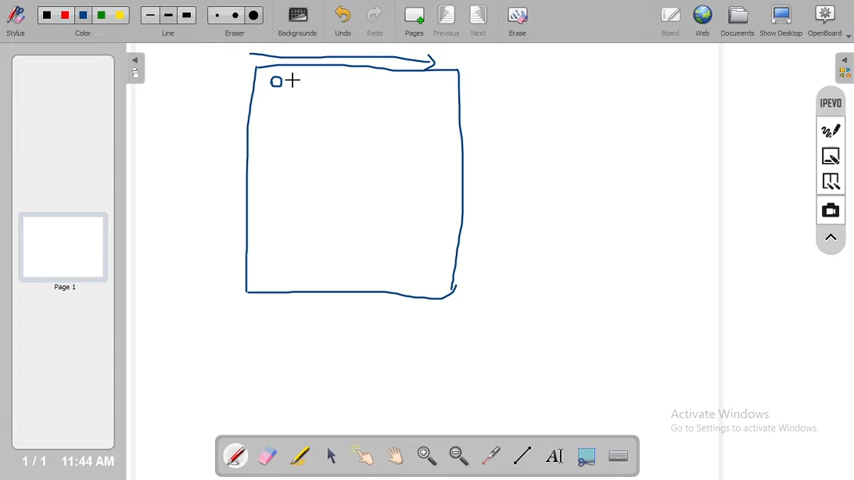 Stylus Color Line Eraser Backgrounds Undo Redo Pages Previous Next Erase Board Web Documents Show Desktop OpenBoard
IPEVO
Page 1
Activate Windows
Go to Settings to activate Windows.
AI
1 / 1 11:44 AM